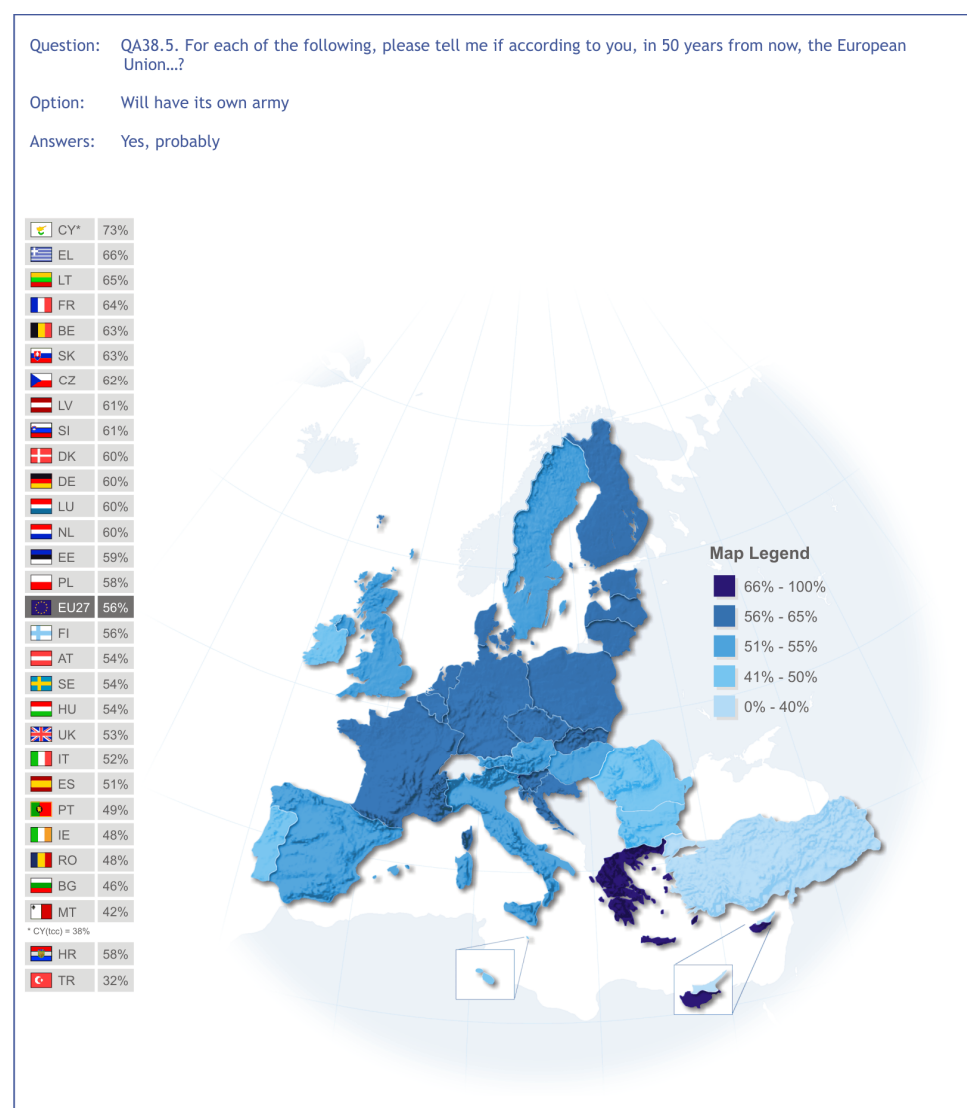 Question: QA38.5. For each of the following, please tell me if according to you, in 50 years from now, the European
Union…?
Option: Will have its own army
Answers: Yes, probably
CY* 73%
EL 66%
LT 65%
FR 64%
BE 63%
SK 63%
CZ 62%
LV 61%
SI 61%
DK 60%
DE 60%
LU 60%
NL 60%
EE 59%
PL 58%
EU27 56%
FI 56%
AT 54%
SE 54%
HU 54%
UK 53%
IT 52%
ES 51%
PT 49%
IE 48%
RO 48%
BG 46%
MT 42%
* CY(tcc) = 38%
HR 58%
TR 32%
Map Legend
66% - 100%
56% - 65%
51% - 55%
41% - 50%
0% - 40%